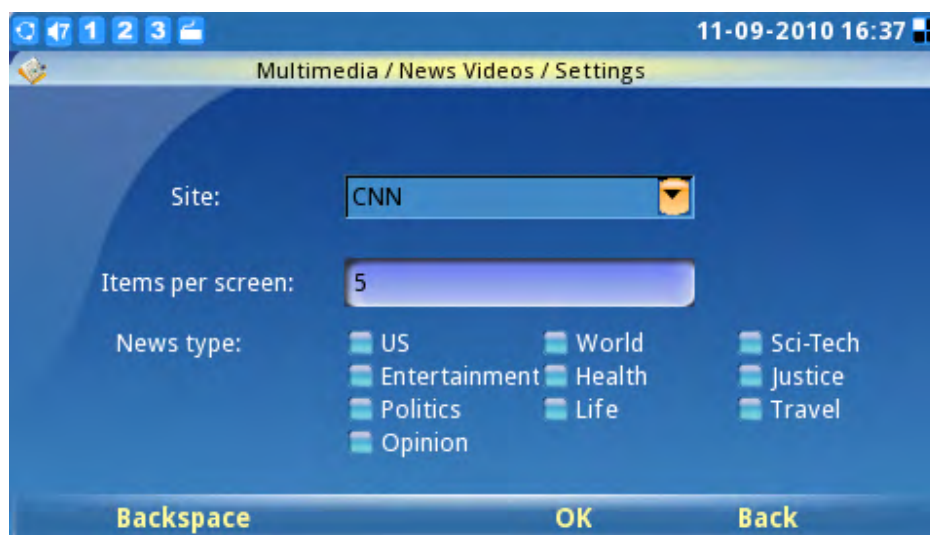 7 1 2 3 11-09-2010 16:37
Multimedia / News Videos / Settings
Site: CNN
Items per screen: 5
News type: US World Sci-Tech
Entertainment Health Justice
Politics Life Travel
Opinion
Backspace OK Back